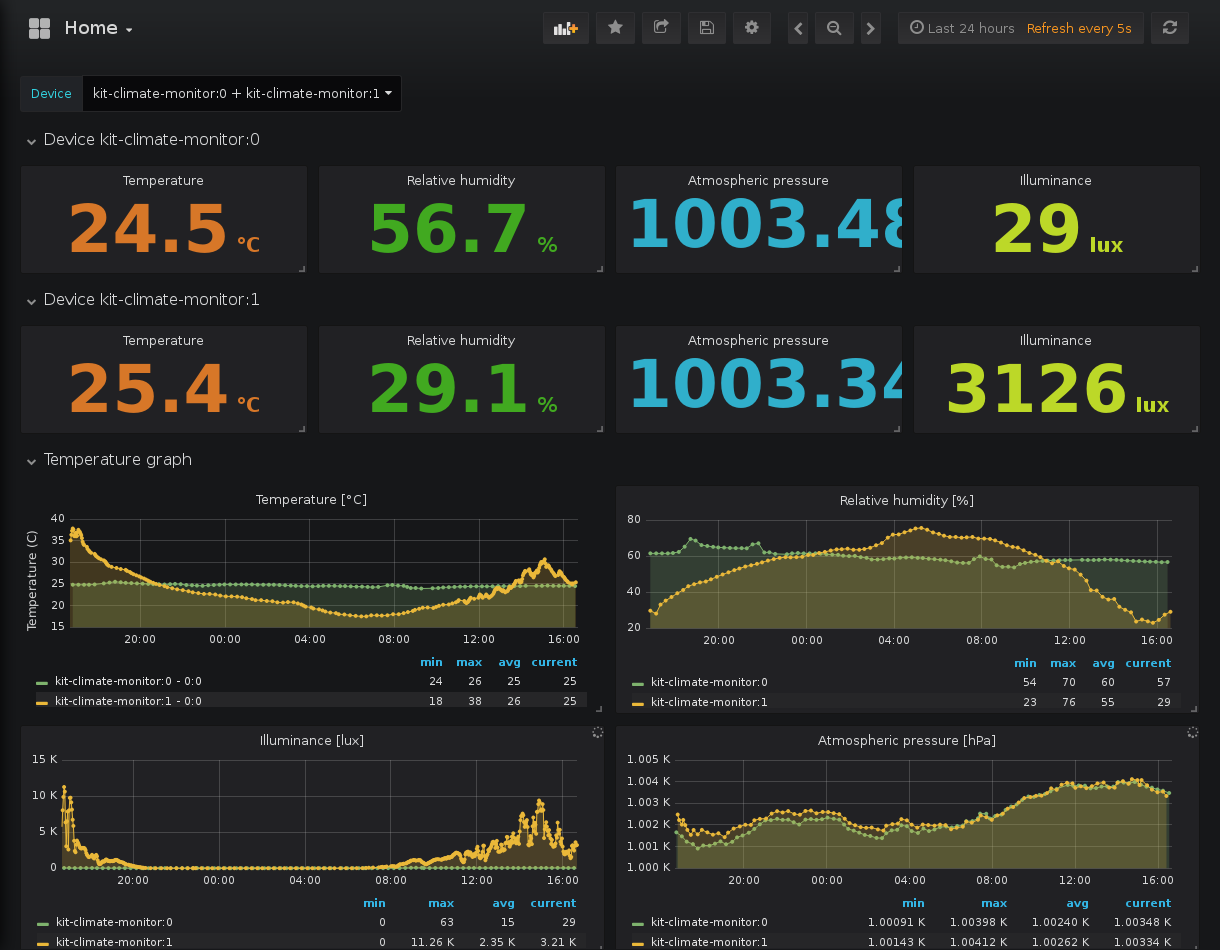 Home
Last 24 hours Refresh every 5s
Device kit-climate-monitor:0 + kit-climate-monitor:1
Device kit-climate-monitor:0
Temperature Relative humidity Atmospheric pressure Illuminance
24.5 °C 56.7 % 1003.48 29 lux
Device kit-climate-monitor:1
Temperature Relative humidity Atmospheric pressure Illuminance
25.4 °C 29.1 % 1003.34 3126 lux
Temperature graph
Temperature [°C]
Temperature (C)
40
35
30
25
20
15
20:00 00:00 04:00 08:00 12:00 16:00
min max avg current
kit-climate-monitor:0 - 0:0 24 26 25 25
kit-climate-monitor:1 - 0:0 18 38 26 25
Relative humidity [%]
80
60
40
20
20:00 00:00 04:00 08:00 12:00 16:00
min max avg current
kit-climate-monitor:0 54 70 60 57
kit-climate-monitor:1 23 76 55 29
Illuminance [lux]
15 K
10 K
5 K
0
20:00 00:00 04:00 08:00 12:00 16:00
min max avg current
kit-climate-monitor:0 0 63 15 29
kit-climate-monitor:1 0 11.26 K 2.35 K 3.21 K
Atmospheric pressure [hPa]
1.005 K
1.004 K
1.003 K
1.002 K
1.001 K
1.000 K
20:00 00:00 04:00 08:00 12:00 16:00
min max avg current
kit-climate-monitor:0 1.00091 K 1.00398 K 1.00240 K 1.00348 K
kit-climate-monitor:1 1.00143 K 1.00412 K 1.00262 K 1.00334 K